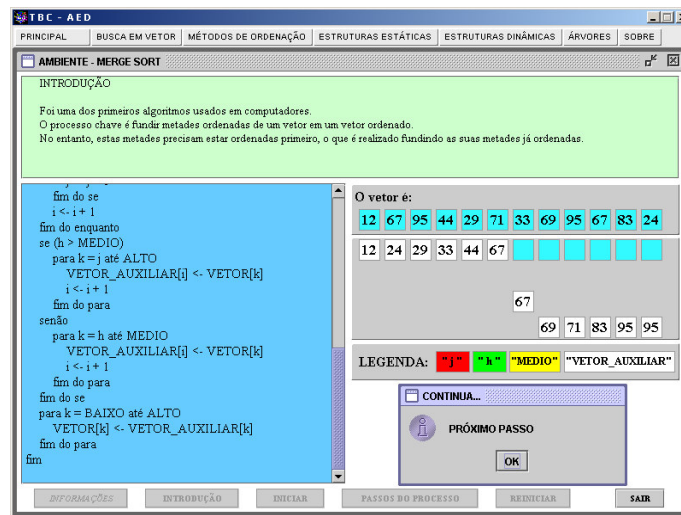 TBC - AED
PRINCIPAL BUSCA EM VETOR MÉTODOS DE ORDENAÇÃO ESTRUTURAS ESTÁTICAS ESTRUTURAS DINÂMICAS ÁRVORES SOBRE
AMBIENTE - MERGE SORT
INTRODUÇÃO
Foi uma dos primeiros algoritmos usados em computadores.
O processo chave é fundir metades ordenadas de um vetor em um vetor ordenado.
No entanto, estas metades precisam estar ordenadas primeiro, o que é realizado fundindo as suas metades já ordenadas.
fim do se
i <- i + 1
fim do enquanto
se (h > MEDIO)
para k = j até ALTO
VETOR_AUXILIAR[i] <- VETOR[k]
i <- i + 1
fim do para
senão
para k = h até MEDIO
VETOR_AUXILIAR[i] <- VETOR[k]
i <- i + 1
fim do para
fim do se
para k = BAIXO até ALTO
VETOR[k] <- VETOR_AUXILIAR[k]
fim do para
fim
O vetor é:
12 67 95 44 29 71 33 69 95 67 83 24
12 24 29 33 44 67
67
69 71 83 95 95
LEGENDA: "j" "h" "MEDIO" "VETOR_AUXILIAR"
CONTINUA...
PRÓXIMO PASSO
OK
INFORMAÇÕES INTRODUÇÃO INICIAR PASSOS DO PROCESSO REINICIAR SAIR